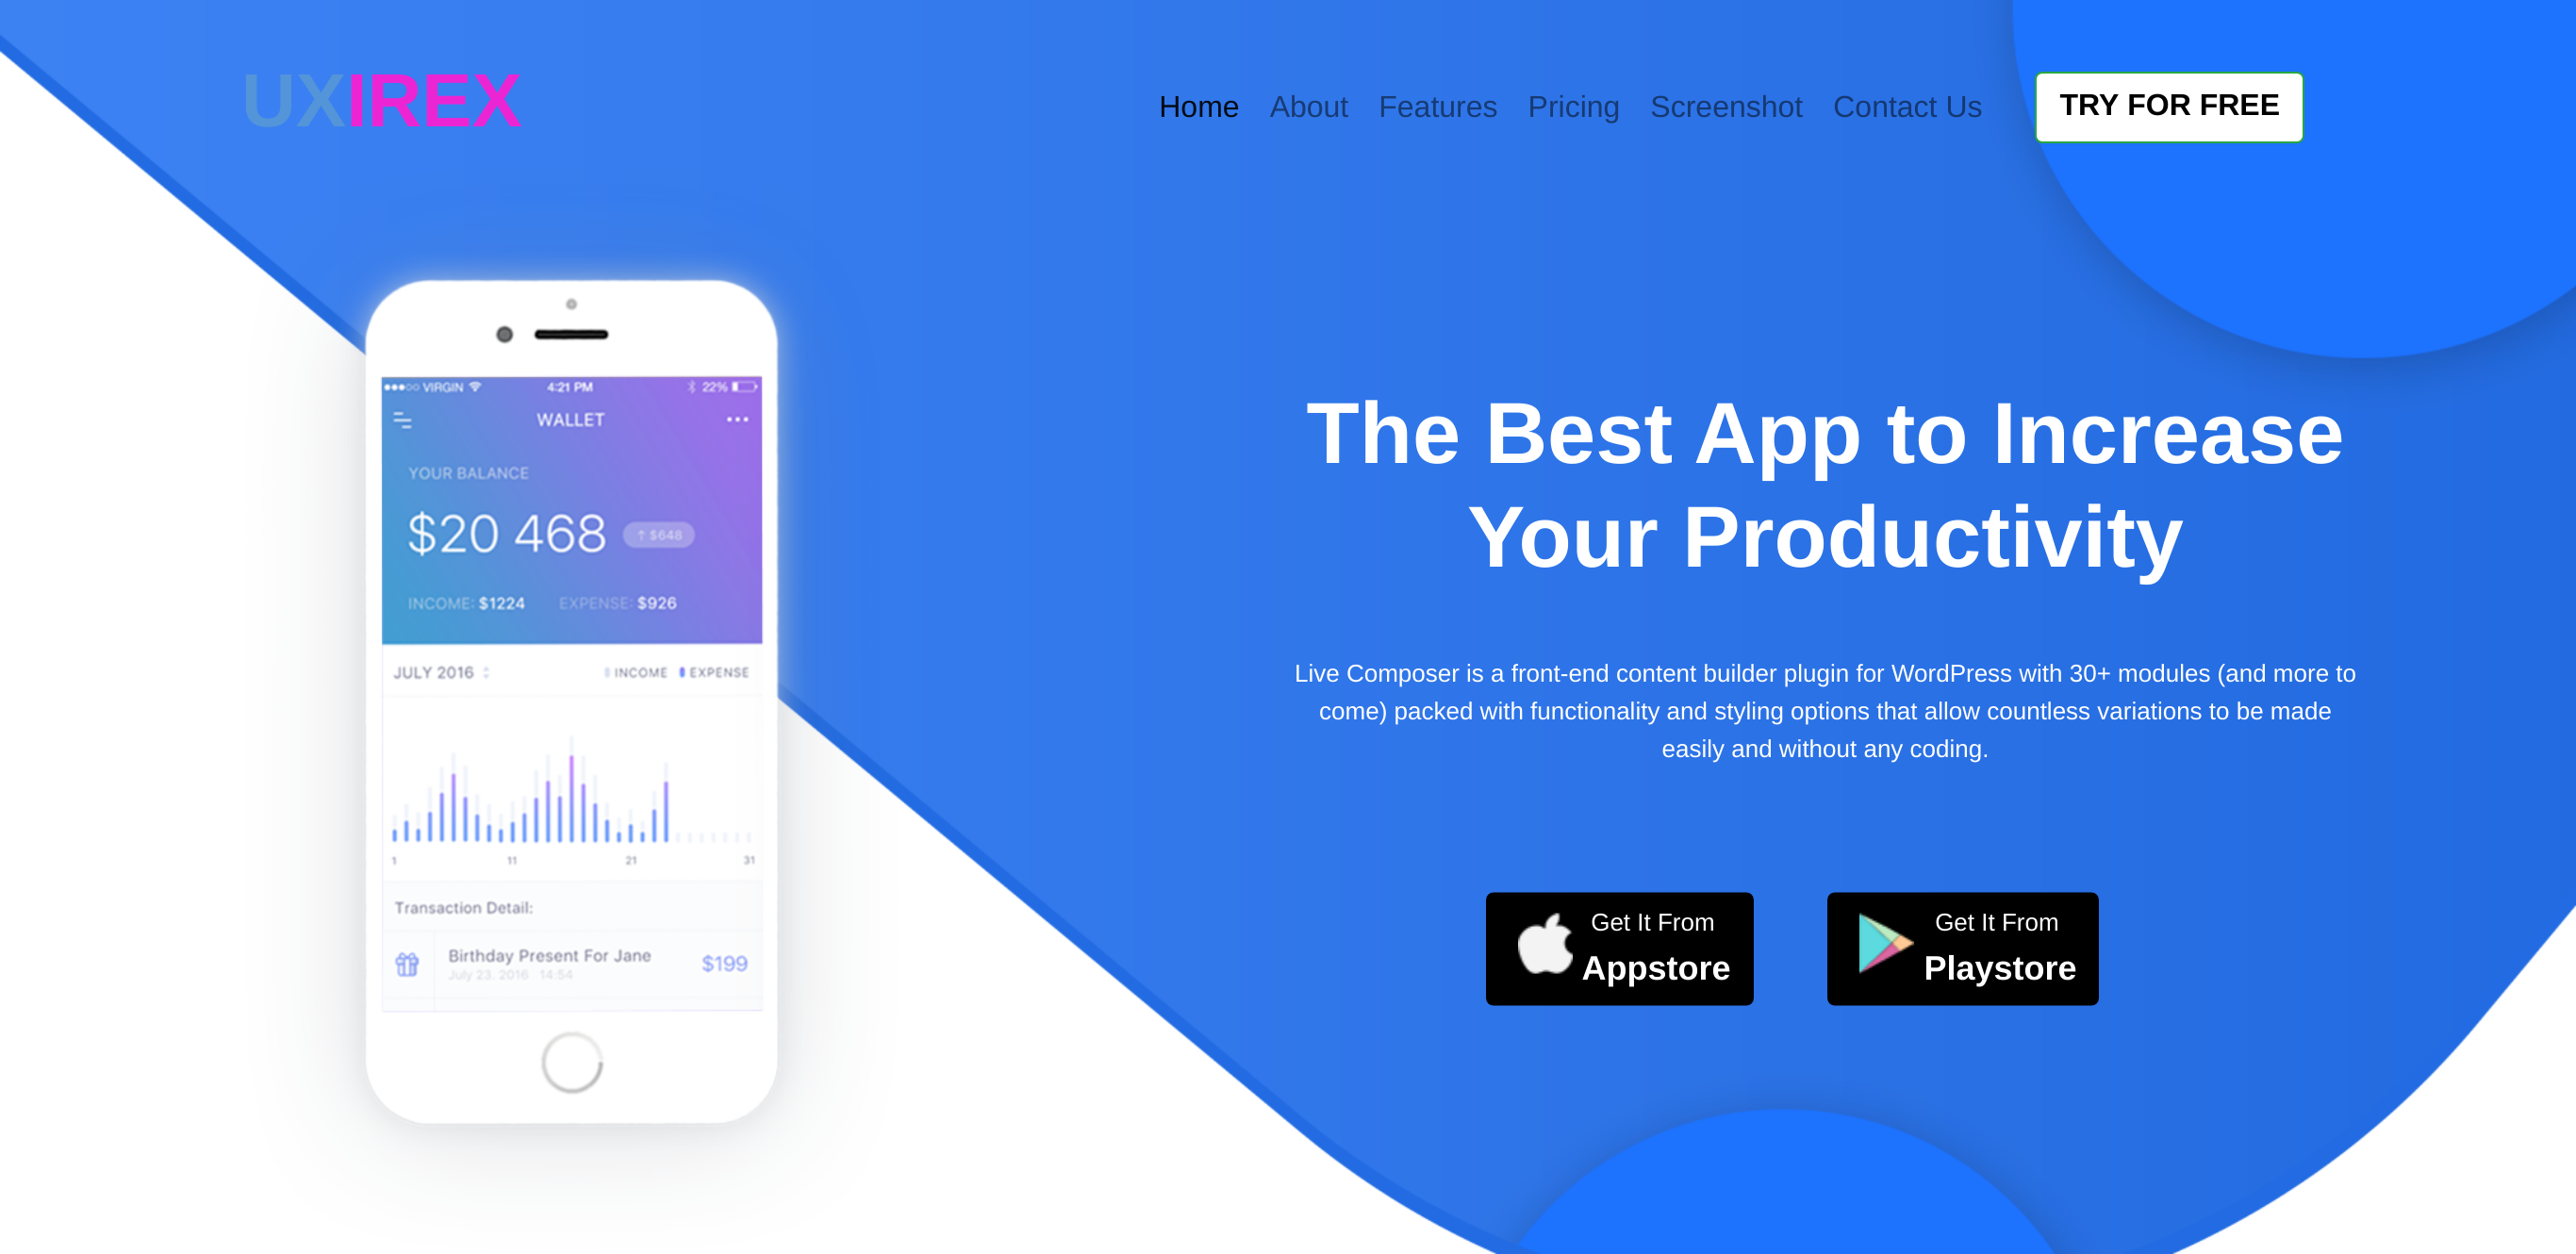 UXIREX
Home About Features Pricing Screenshot Contact Us TRY FOR FREE
VIRGIN 4:21 PM 22%
WALLET
YOUR BALANCE
$20 468 ↑ $648
INCOME: $1224 EXPENSE: $926
JULY 2016 INCOME EXPENSE
1 11 21 31
Transaction Detail:
Birthday Present For Jane $199
July 23. 2016 14:54
The Best App to Increase
Your Productivity
Live Composer is a front-end content builder plugin for WordPress with 30+ modules (and more to
come) packed with functionality and styling options that allow countless variations to be made
easily and without any coding.
Get It From
Appstore
Get It From
Playstore